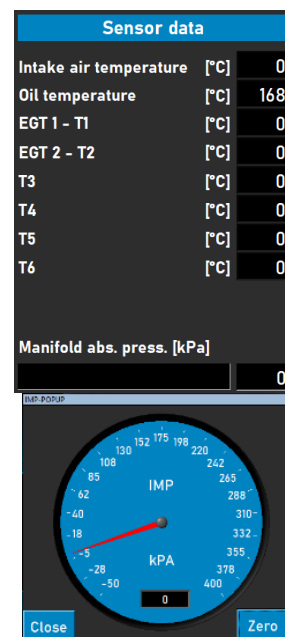 Sensor data
Intake air temperature [°C] 0
Oil temperature [°C] 168
EGT 1 - T1 [°C] 0
EGT 2 - T2 [°C] 0
T3 [°C] 0
T4 [°C] 0
T5 [°C] 0
T6 [°C] 0
Manifold abs. press. [kPa]
0
IMP-POPUP
130 152 175 198 220
108 242
85 IMP 265
62 288
40 310
18 332
-5 355
-28 kPA 378
-50 400
0
Close Zero